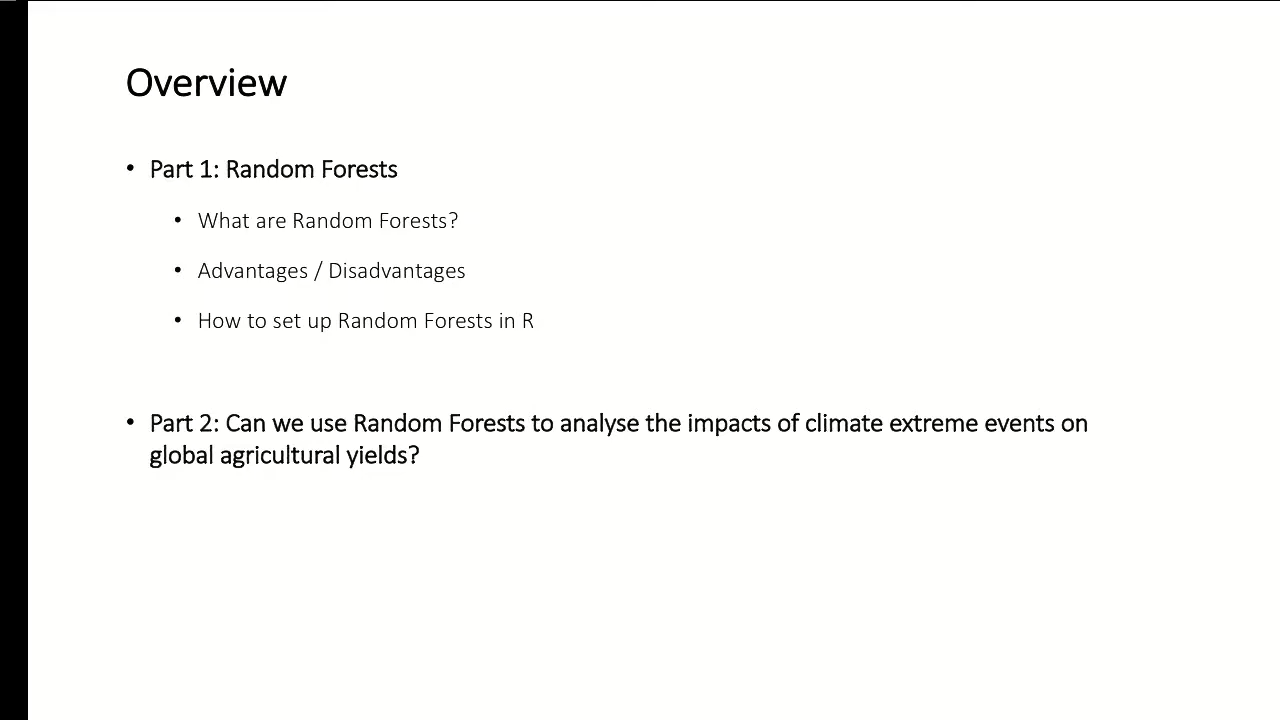 Overview
• Part 1: Random Forests
• What are Random Forests?
• Advantages / Disadvantages
• How to set up Random Forests in R
• Part 2: Can we use Random Forests to analyse the impacts of climate extreme events on
global agricultural yields?